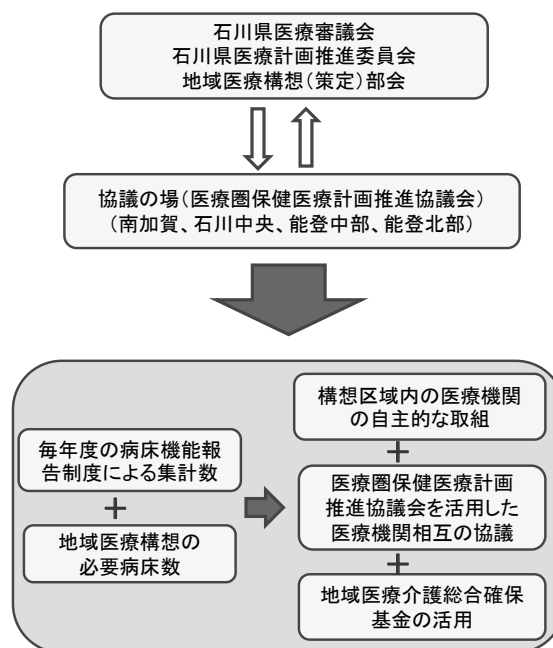 石川県医療審議会
石川県医療計画推進委員会
地域医療構想(策定)部会
協議の場(医療圏保健医療計画推進協議会)
(南加賀、石川中央、能登中部、能登北部)
毎年度の病床機能報
告制度による集計数
+
地域医療構想の
必要病床数
構想区域内の医療機関
の自主的な取組
+
医療圏保健医療計画
推進協議会を活用した
医療機関相互の協議
+
地域医療介護総合確保
基金の活用